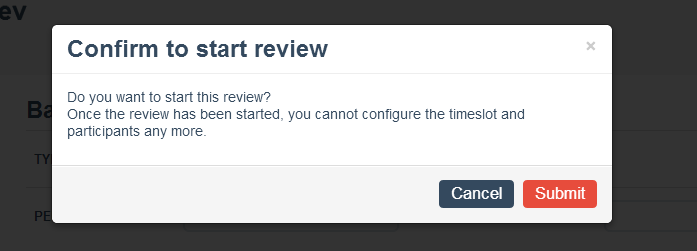 ev
Confirm to start review
×
Do you want to start this review?
Once the review has been started, you cannot configure the timeslot and
participants any more.
Ba
TY
PE
Cancel Submit